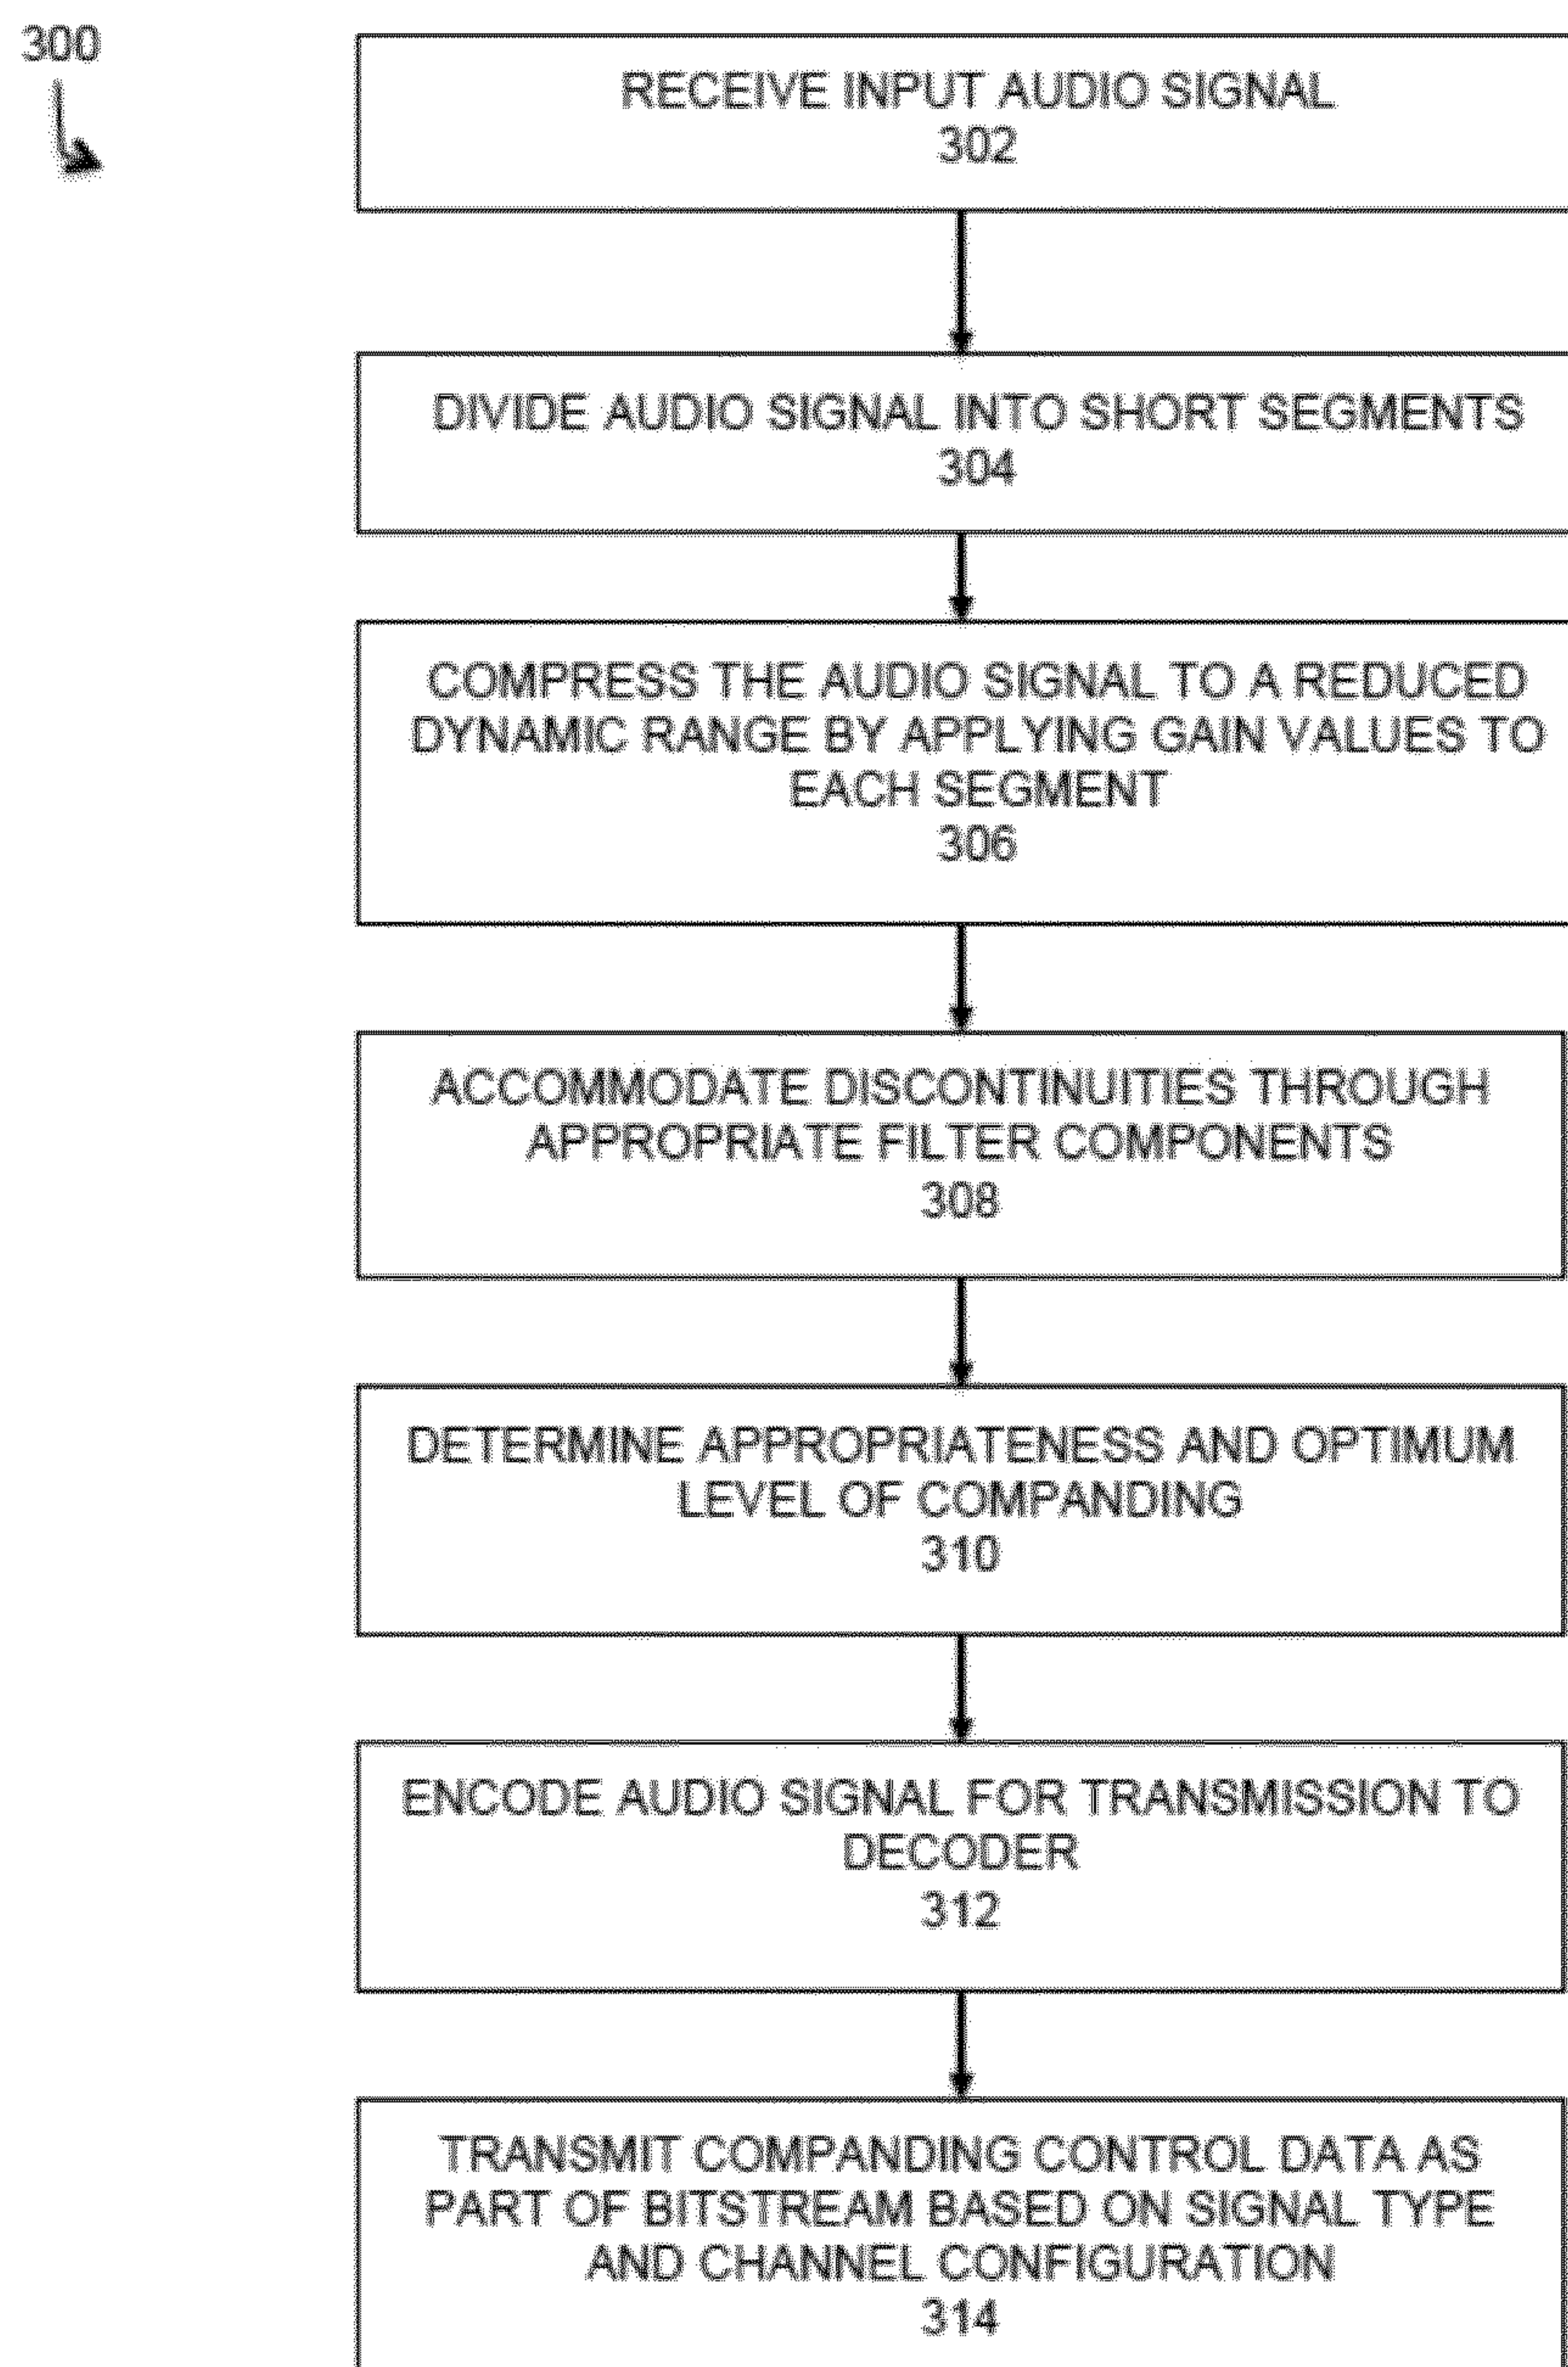 300
RECEIVE INPUT AUDIO SIGNAL
302
DIVIDE AUDIO SIGNAL INTO SHORT SEGMENTS
304
COMPRESS THE AUDIO SIGNAL TO A REDUCED
DYNAMIC RANGE BY APPLYING GAIN VALUES TO
EACH SEGMENT
306
ACCOMMODATE DISCONTINUITIES THROUGH
APPROPRIATE FILTER COMPONENTS
308
DETERMINE APPROPRIATENESS AND OPTIMUM
LEVEL OF COMPANDING
310
ENCODE AUDIO SIGNAL FOR TRANSMISSION TO
DECODER
312
TRANSMIT COMPANDING CONTROL DATA AS
PART OF BITSTREAM BASED ON SIGNAL TYPE
AND CHANNEL CONFIGURATION
314